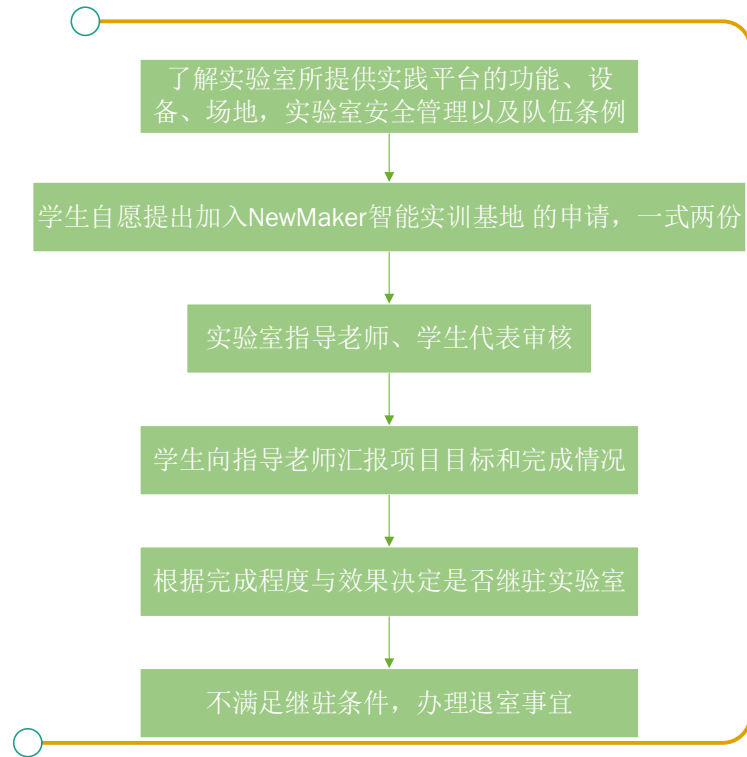 了解实验室所提供实践平台的功能、设
备、场地，实验室安全管理以及队伍条例
学生自愿提出加入NewMaker智能实训基地 的申请，一式两份
实验室指导老师、学生代表审核
学生向指导老师汇报项目目标和完成情况
根据完成程度与效果决定是否继驻实验室
不满足继驻条件，办理退室事宜